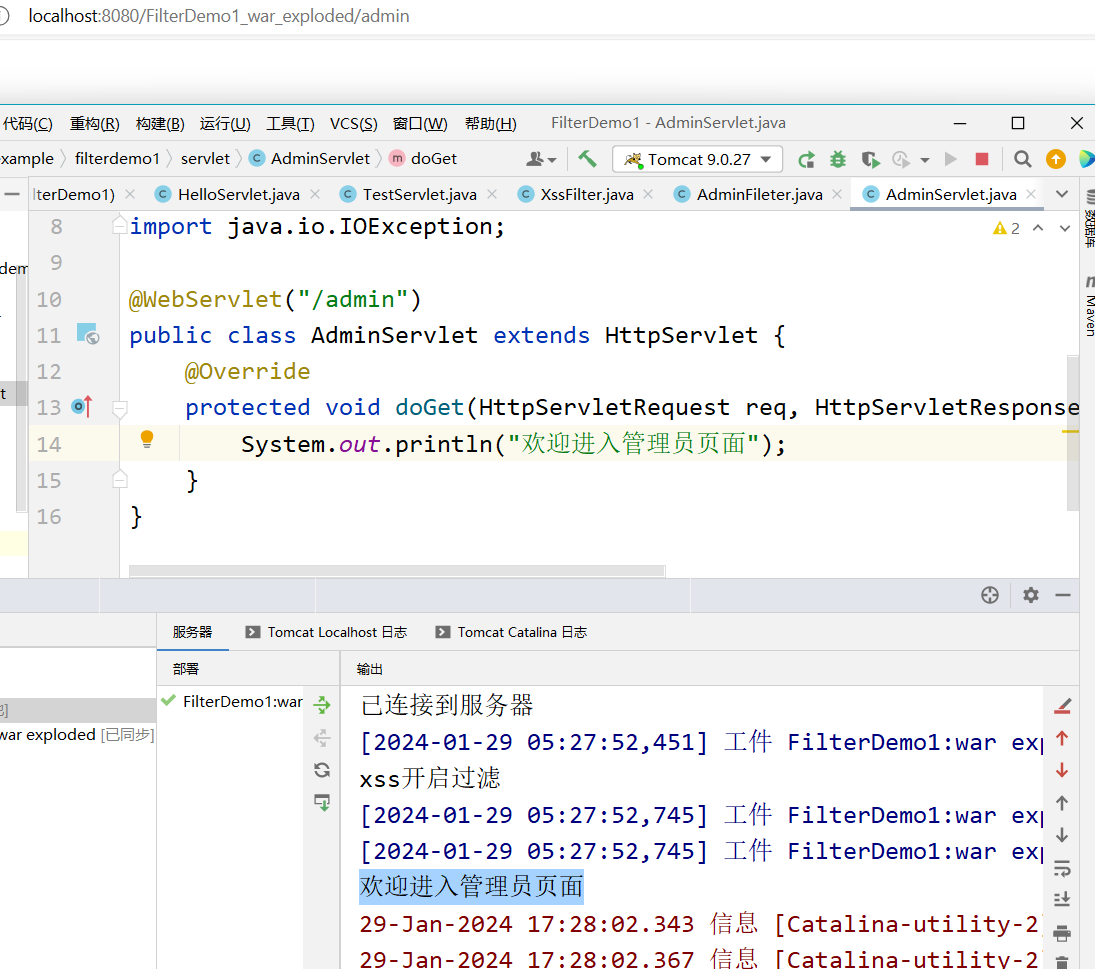 localhost:8080/FilterDemo1_war_exploded/admin
代码(C) 重构(R) 构建(B) 运行(U) 工具(T) VCS(S) 窗口(W) 帮助(H) FilterDemo1 - AdminServlet.java
example filterdemo1 servlet C AdminServlet m doGet Tomcat 9.0.27
lterDemo1) C HelloServlet.java C TestServlet.java C XssFilter.java C AdminFileter.java C AdminServlet.java
8 import java.io.IOException; 2
9
10 @WebServlet("/admin")
11 public class AdminServlet extends HttpServlet {
12 @Override
13 protected void doGet(HttpServletRequest req, HttpServletResponse
14 System.out.println("欢迎进入管理员页面");
15 }
16 }
dem
t
数据库
m
Maven
服务器 Tomcat Localhost 日志 Tomcat Catalina 日志
部署 输出
FilterDemo1:war
war exploded [已同步]
已连接到服务器
[2024-01-29 05:27:52,451] 工件 FilterDemo1:war exp
xss开启过滤
[2024-01-29 05:27:52,745] 工件 FilterDemo1:war exp
[2024-01-29 05:27:52,745] 工件 FilterDemo1:war exp
欢迎进入管理员页面
29-Jan-2024 17:28:02.343 信息 [Catalina-utility-2]
29-Jan-2024 17:28:02.367 信息 [Catalina-utility-2]